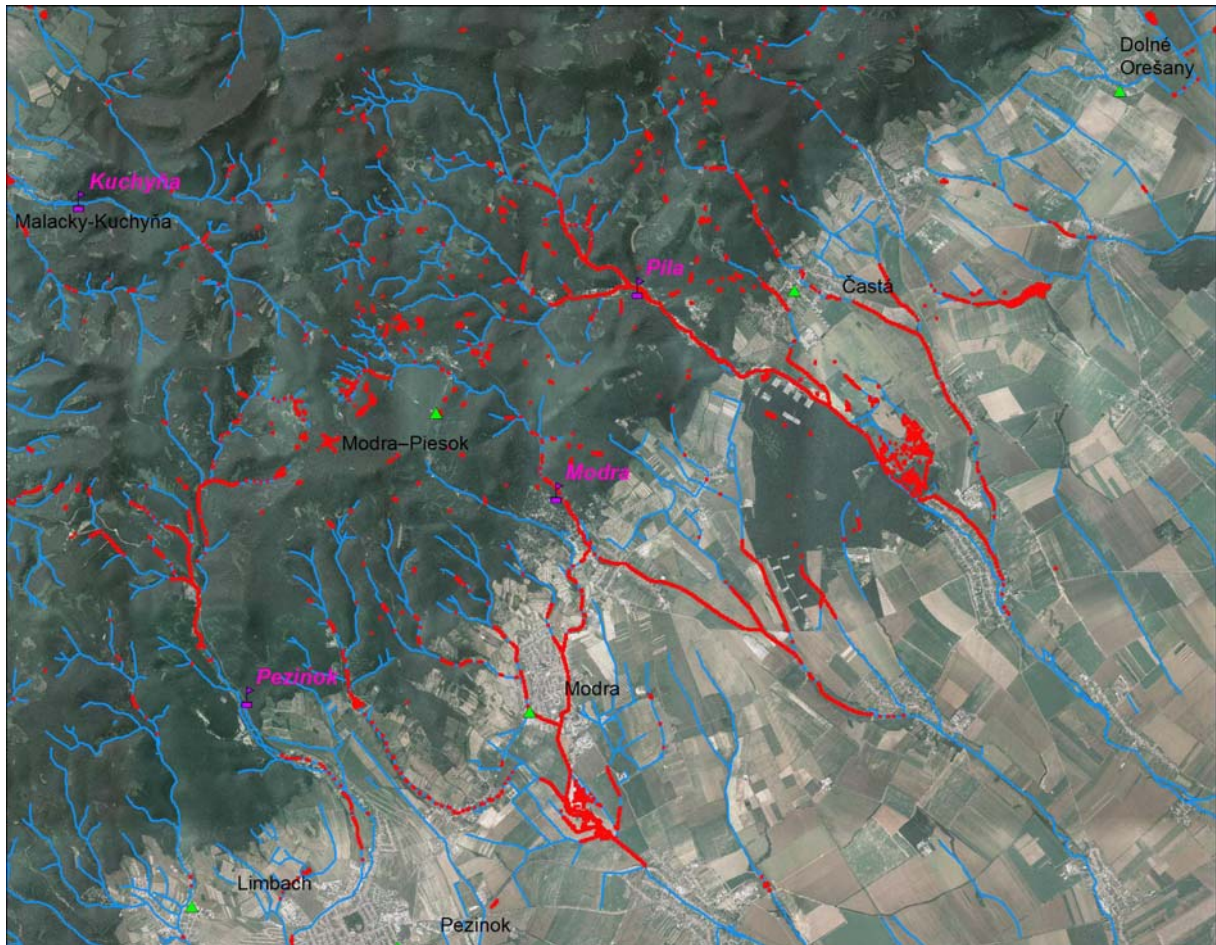 Dolné
Orešany
Kuchyňa
Malacky-Kuchyňa
Píla
Častá
Modra–Piesok
Modra
Pezinok
Modra
Limbach
Pezinok